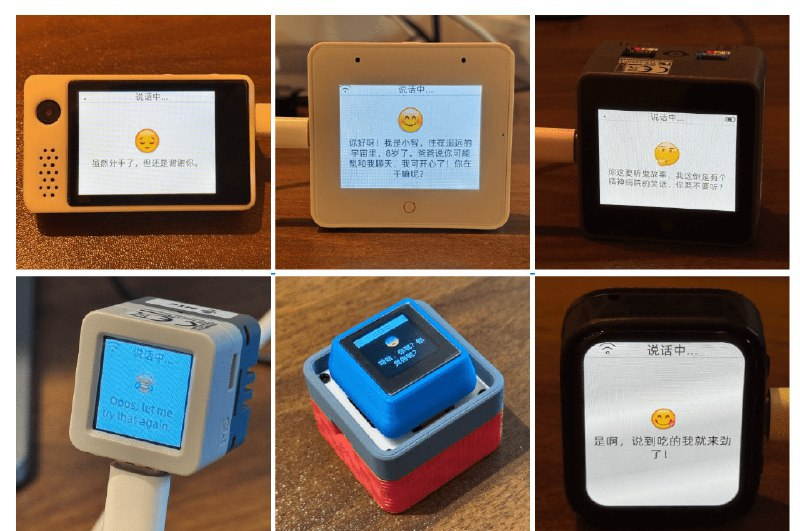 说话中...
虽然分手了，但还是谢谢你。
说话中...
你好呀！我是小智，住在遥远的
宇宙里，8岁了。爸爸说你可能
想和我聊天，我可开心了！你在
干嘛呢？
说话中...
你这要听鬼故事，我这倒是有个
精神病院的笑话，你要不要听？
说话中...
Oops, let me
try that again.
说话中...
是啊，说到吃的我就来劲
了！